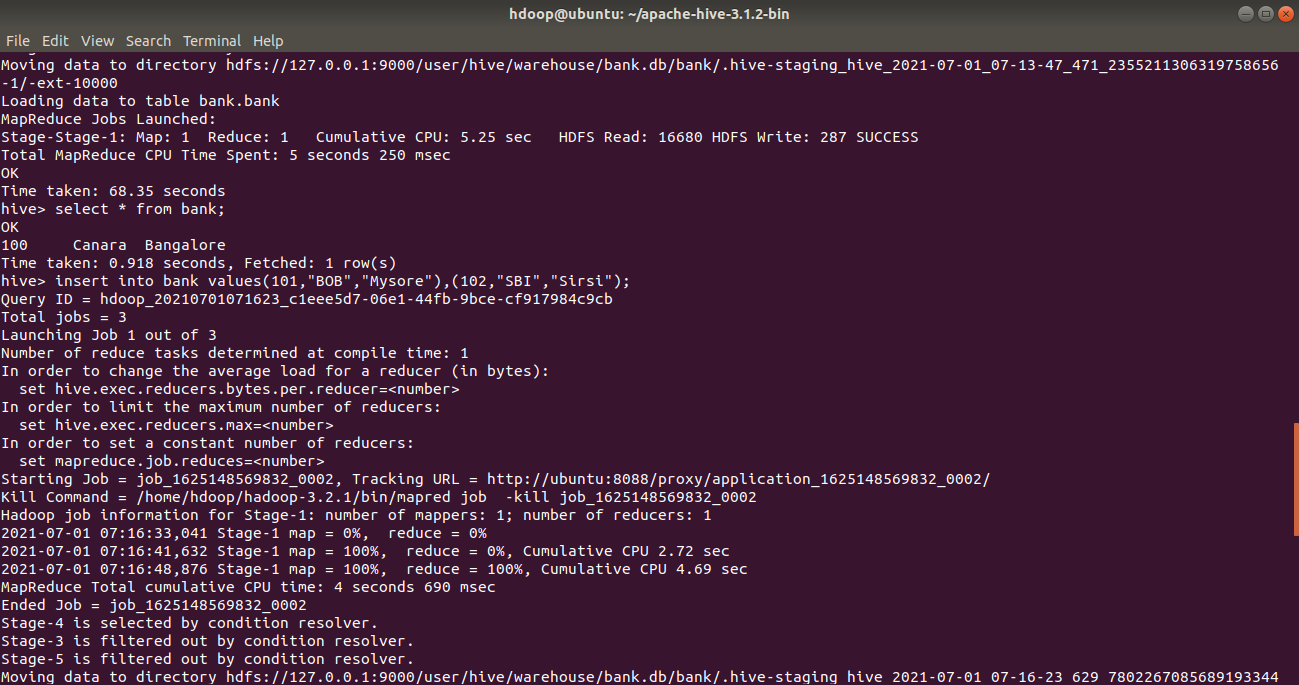 hdoop@ubuntu: ~/apache-hive-3.1.2-bin
File Edit View Search Terminal Help
Moving data to directory hdfs://127.0.0.1:9000/user/hive/warehouse/bank.db/bank/.hive-staging_hive_2021-07-01_07-13-47_471_2355211306319758656
-1/-ext-10000
Loading data to table bank.bank
MapReduce Jobs Launched:
Stage-Stage-1: Map: 1  Reduce: 1   Cumulative CPU: 5.25 sec   HDFS Read: 16680 HDFS Write: 287 SUCCESS
Total MapReduce CPU Time Spent: 5 seconds 250 msec
OK
Time taken: 68.35 seconds
hive> select * from bank;
OK
100     Canara  Bangalore
Time taken: 0.918 seconds, Fetched: 1 row(s)
hive> insert into bank values(101,"BOB","Mysore"),(102,"SBI","Sirsi");
Query ID = hdoop_20210701071623_c1eee5d7-06e1-44fb-9bce-cf917984c9cb
Total jobs = 3
Launching Job 1 out of 3
Number of reduce tasks determined at compile time: 1
In order to change the average load for a reducer (in bytes):
  set hive.exec.reducers.bytes.per.reducer=<number>
In order to limit the maximum number of reducers:
  set hive.exec.reducers.max=<number>
In order to set a constant number of reducers:
  set mapreduce.job.reduces=<number>
Starting Job = job_1625148569832_0002, Tracking URL = http://ubuntu:8088/proxy/application_1625148569832_0002/
Kill Command = /home/hdoop/hadoop-3.2.1/bin/mapred job  -kill job_1625148569832_0002
Hadoop job information for Stage-1: number of mappers: 1; number of reducers: 1
2021-07-01 07:16:33,041 Stage-1 map = 0%,  reduce = 0%
2021-07-01 07:16:41,632 Stage-1 map = 100%,  reduce = 0%, Cumulative CPU 2.72 sec
2021-07-01 07:16:48,876 Stage-1 map = 100%,  reduce = 100%, Cumulative CPU 4.69 sec
MapReduce Total cumulative CPU time: 4 seconds 690 msec
Ended Job = job_1625148569832_0002
Stage-4 is selected by condition resolver.
Stage-3 is filtered out by condition resolver.
Stage-5 is filtered out by condition resolver.
Moving data to directory hdfs://127.0.0.1:9000/user/hive/warehouse/bank.db/bank/.hive-staging_hive_2021-07-01_07-16-23_629_7802267085689193344